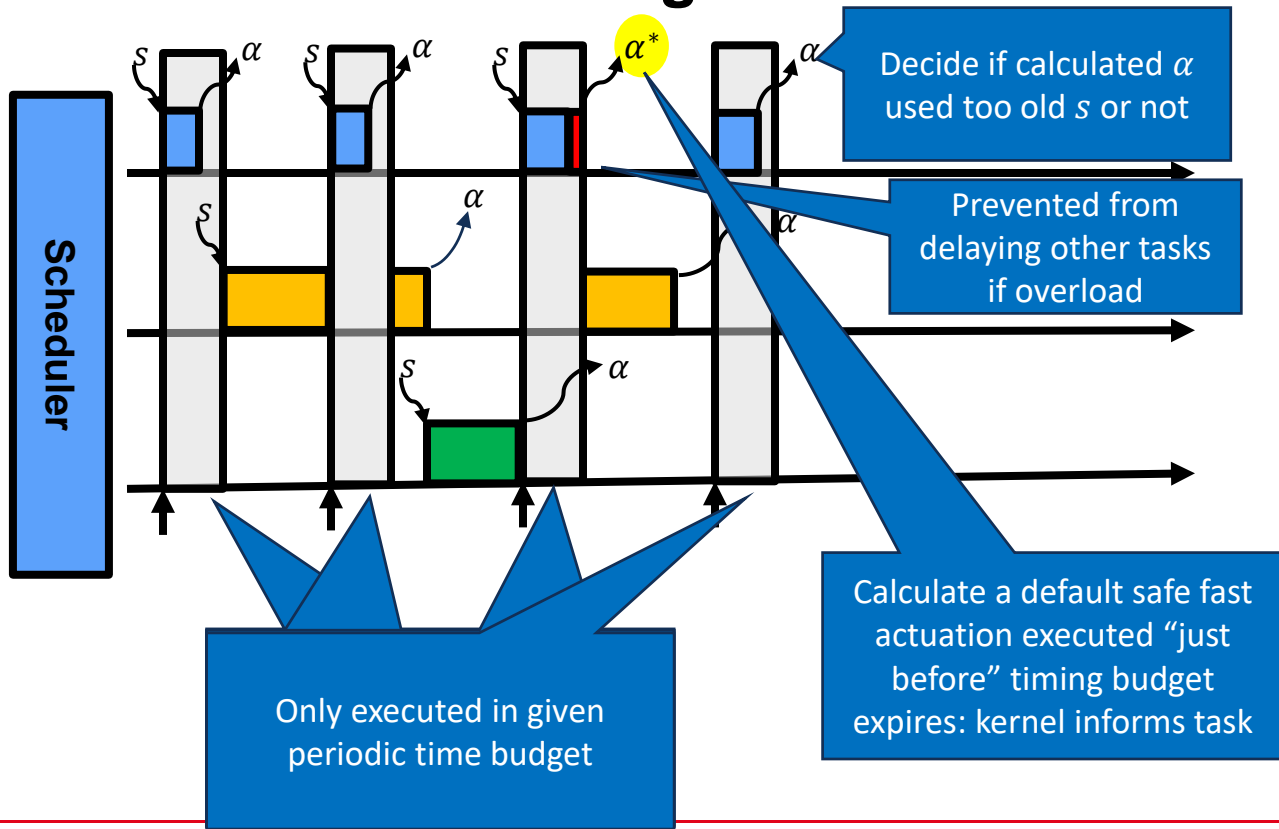 s
α
s
α
s
α*
α
Decide if calculated α
used too old s or not
Scheduler
s
α
α
Prevented from
delaying other tasks
if overload
s
α
Calculate a default safe fast
actuation executed “just
before” timing budget
expires: kernel informs task
Only executed in given
periodic time budget